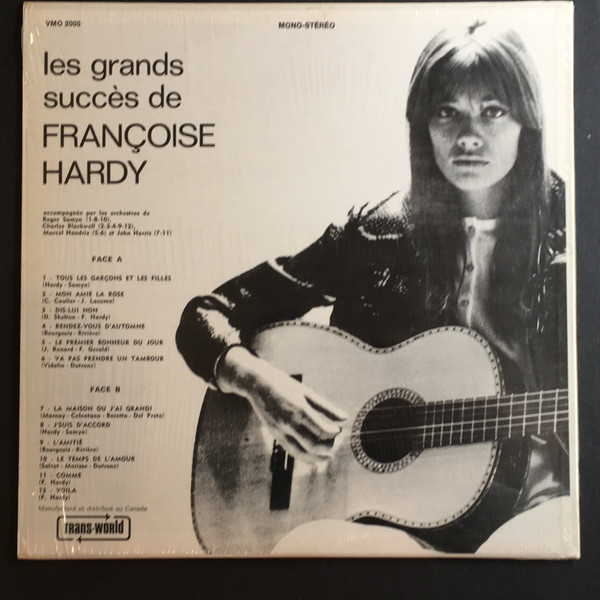 VMO 2005
MONO-STÉRÉO
les grands
succès de
FRANÇOISE
HARDY
accompagnée par les orchestres de
Roger Samyn (1-8-10),
Charles Blackwell (2-3-4-9-12),
Marcel Hendrix (5-6) et John Harris (7-11)
FACE A
1 - TOUS LES GARÇONS ET LES FILLES
(Hardy - Samyn)
2 - MON AMIE LA ROSE
(C. Caulier - J. Lacome)
3 - DIS-LUI NON
(D. Shelton - F. Hardy)
4 - RENDEZ-VOUS D'AUTOMNE
(Bourgeois - Rivière)
5 - LE PREMIER BONHEUR DU JOUR
(J. Renard - F. Gerald)
6 - VA PAS PRENDRE UN TAMBOUR
(Vidalin - Datronc)
FACE B
7 - LA MAISON OU J'AI GRANDI
(Mornay - Celentano - Beretta - Del Prete)
8 - J'SUIS D'ACCORD
(Hardy - Samyn)
9 - L'AMITIÉ
(Bourgeois - Rivière)
10 - LE TEMPS DE L'AMOUR
(Salvet - Morisse - Dutronc)
11 - COMME
(F. Hardy)
12 - VOILA
(F. Hardy)
Manufacturé et distribué au Canada
TRANS-WORLD